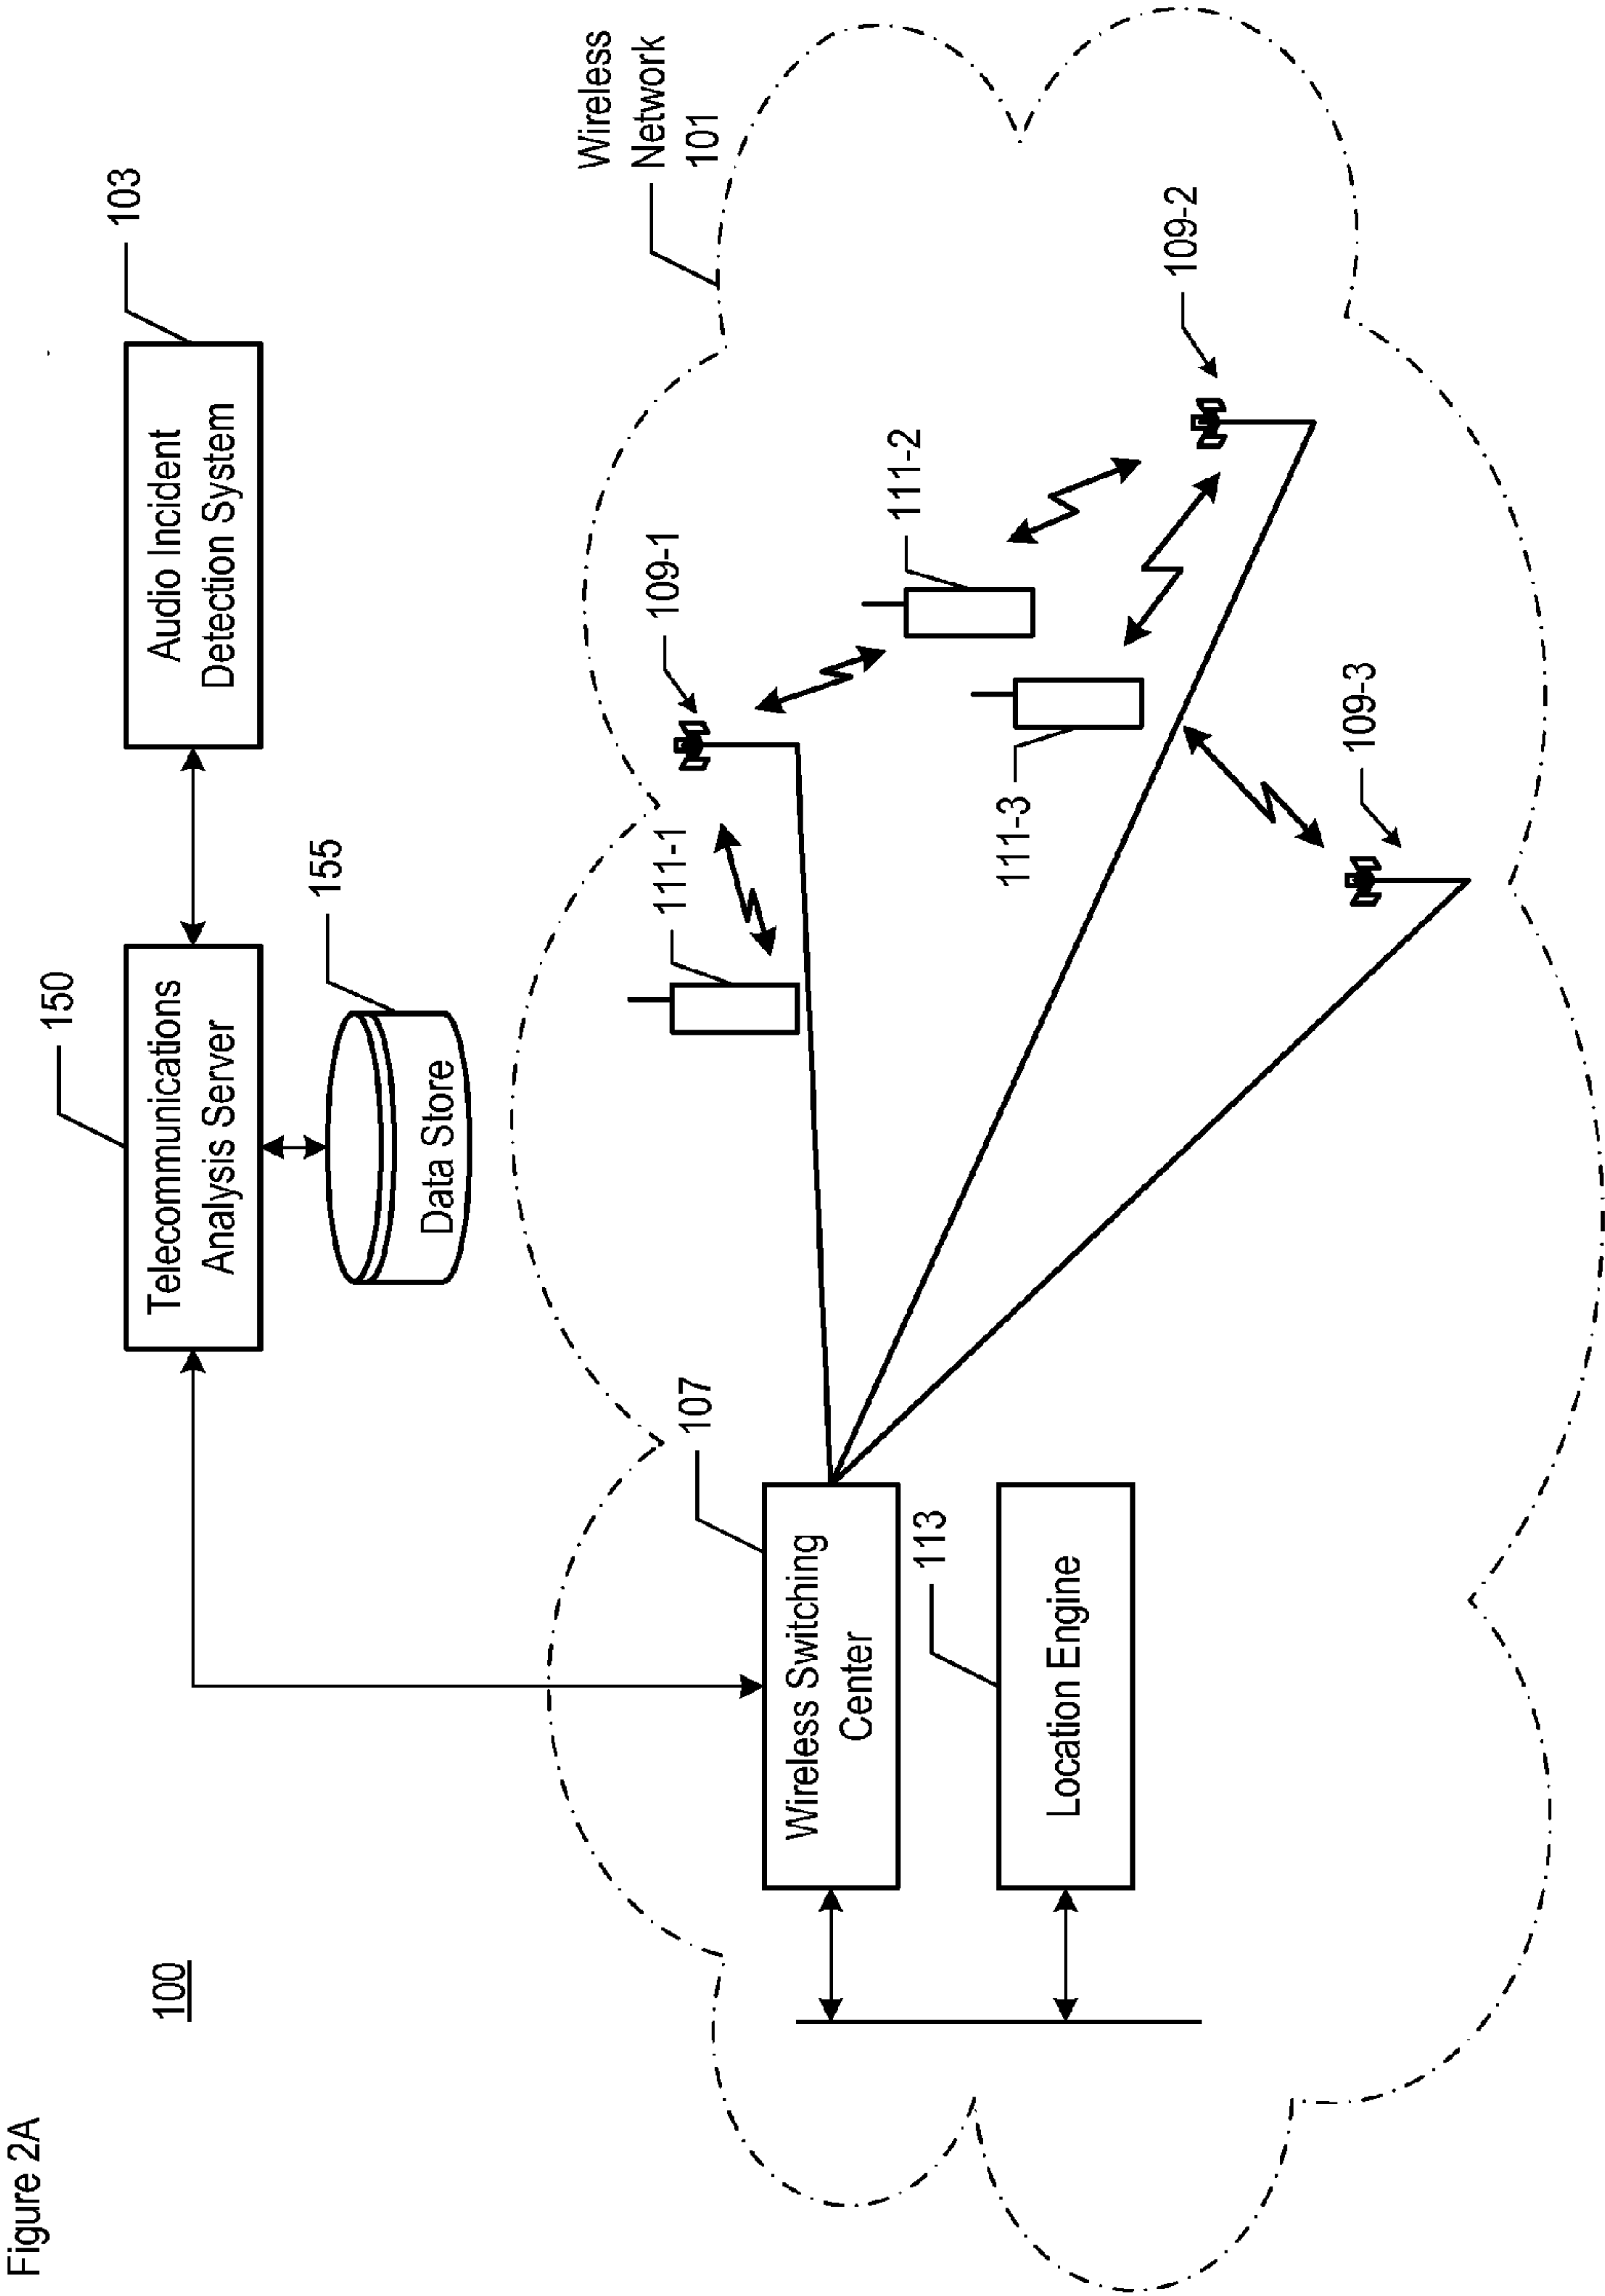 Figure 2A
100
150
Telecommunications
Analysis Server
155
Data Store
103
Audio Incident
Detection System
Wireless
Network
101
107
Wireless Switching
Center
113
Location Engine
111-1
109-1
111-2
111-3
109-2
109-3